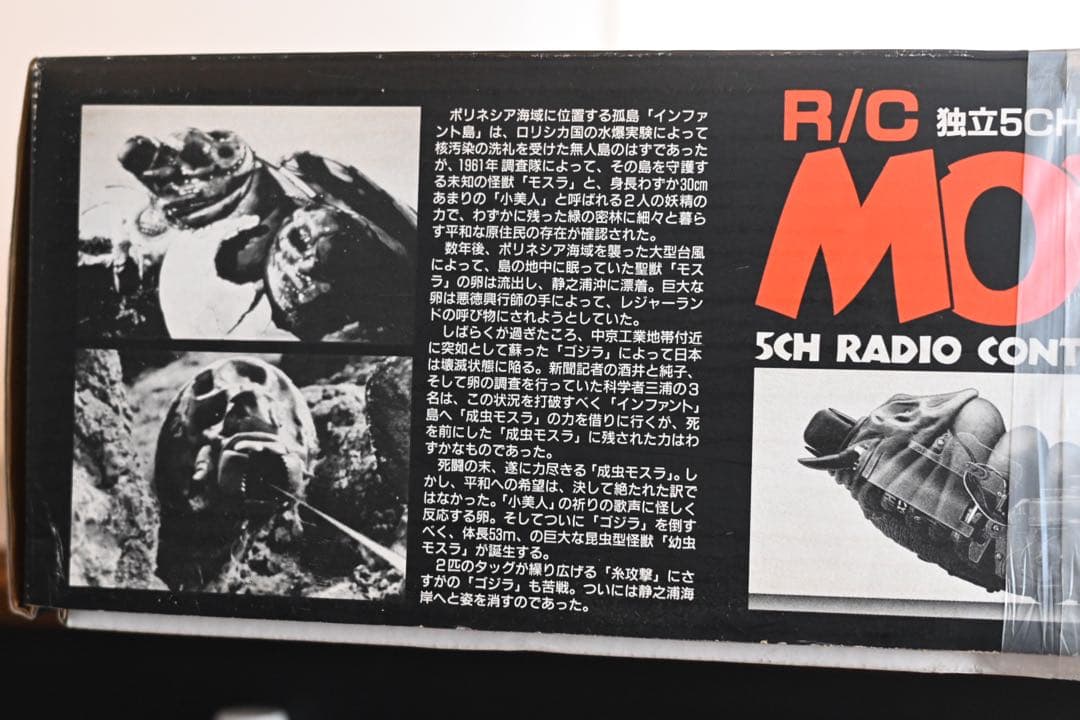 ポリネシア海域に位置する孤島「インファ
ント島」は、ロリシカ国の水爆実験によって
核汚染の洗礼を受けた無人島のはずであった
が、1961年調査隊によって、その島を守護す
る未知の怪獣「モスラ」と、身長わずか30cm
あまりの「小美人」と呼ばれる2人の妖精の
力で、わずかに残った緑の密林に細々と暮ら
す平和な原住民の存在が確認された。
数年後、ポリネシア海域を襲った大型台風
によって、島の地中に眠っていた聖獣「モス
ラ」の卵は流出し、静之浦沖に漂着。巨大な
卵は悪徳興行師の手によって、レジャーラン
ドの呼び物にされようとしていた。
しばらくが過ぎたころ、中京工業地帯付近
に突如として蘇った「ゴジラ」によって日本
は壊滅状態に陥る。新聞記者の酒井と純子、
そして卵の調査を行っていた科学者三浦の3
名は、この状況を打破すべく「インファント」
島へ「成虫モスラ」の力を借りに行くが、死
を前にした「成虫モスラ」に残された力はわ
ずかなものであった。
死闘の末、遂に力尽きる「成虫モスラ」。し
かし、平和への希望は、決して絶たれた訳で
はなかった。「小美人」の祈りの歌声に怪しく
反応する卵。そしてついに「ゴジラ」を倒す
べく、体長53m、の巨大な昆虫型怪獣「幼虫
モスラ」が誕生する。
2匹のタッグが繰り広げる「糸攻撃」にさ
すがの「ゴジラ」も苦戦。ついには静之浦海
岸へと姿を消すのであった。
R/C 独立5CH
MO
5CH RADIO CONT